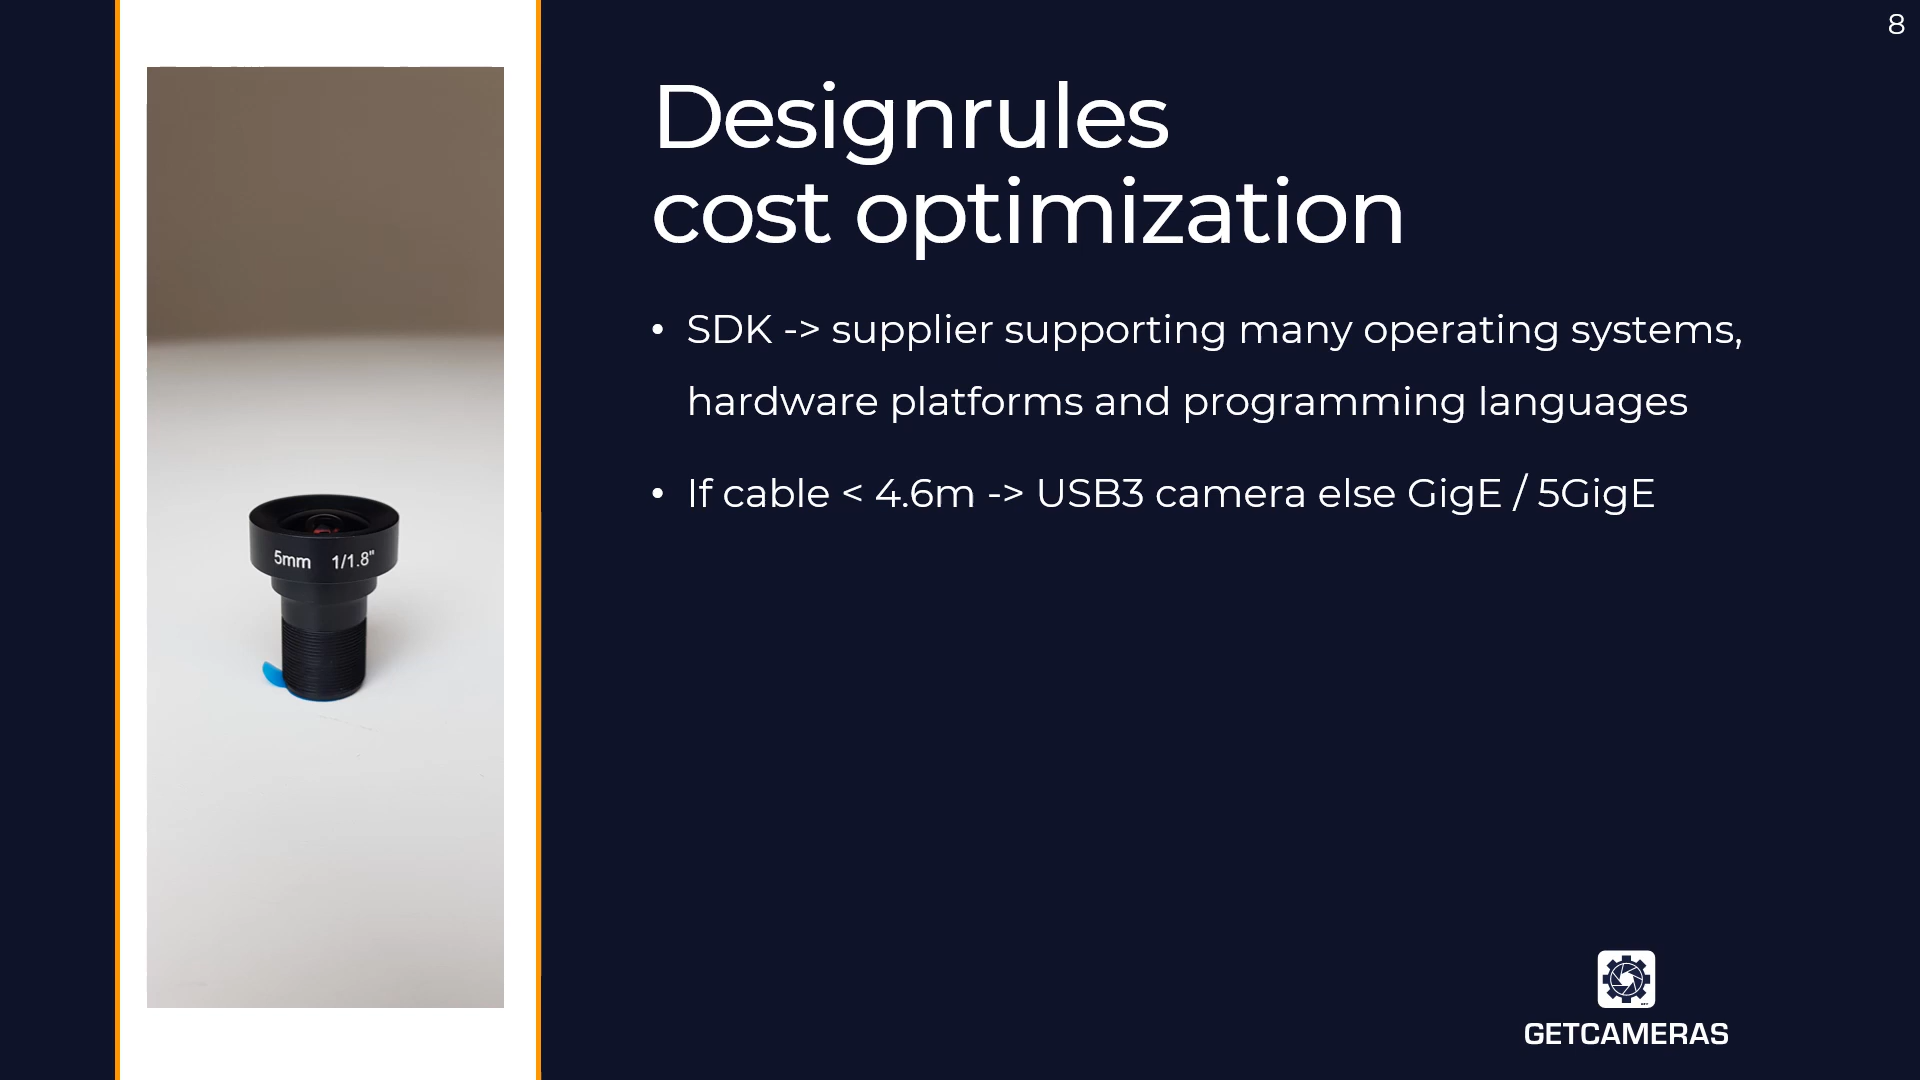 8
Designrules
cost optimization
• SDK -> supplier supporting many operating systems,
hardware platforms and programming languages
• If cable < 4.6m -> USB3 camera else GigE / 5GigE
5mm 1/1.8"
GETCAMERAS